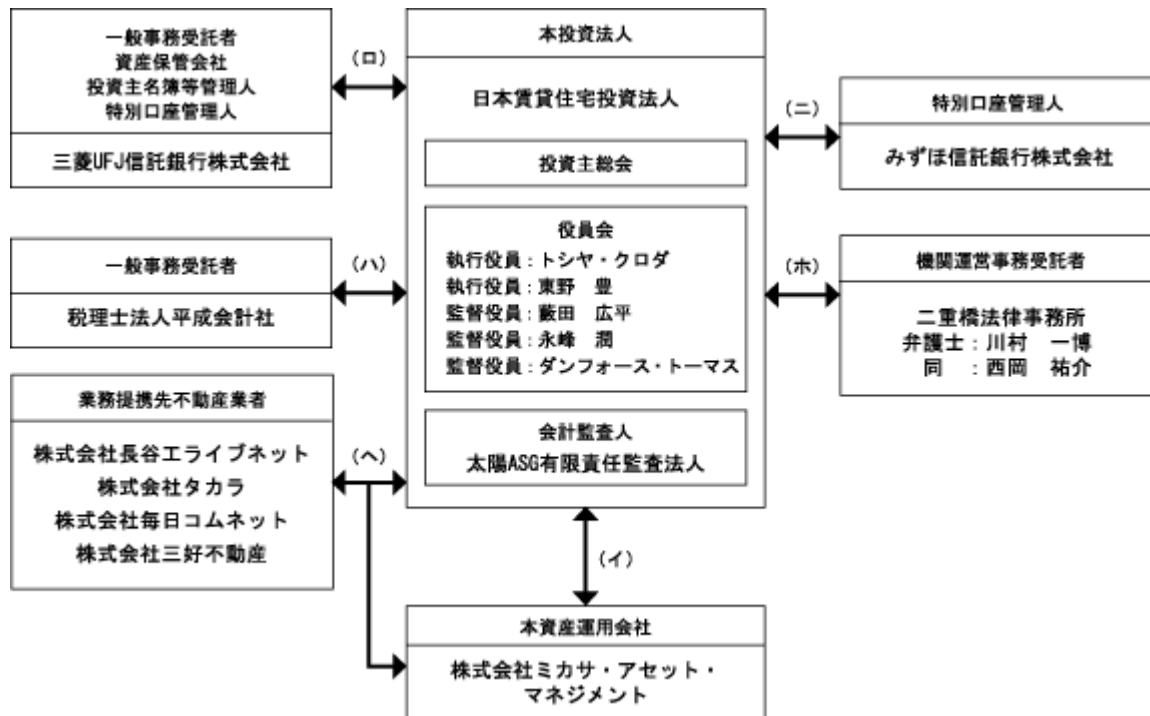 一般事務受託者
資産保管会社
投資主名簿等管理人
特別口座管理人
三菱UFJ信託銀行株式会社
(ロ)
一般事務受託者
税理士法人平成会計社
(ハ)
業務提携先不動産業者
株式会社長谷工ライブネット
株式会社タカラ
株式会社毎日コムネット
株式会社三好不動産
(ヘ)
本投資法人
日本賃貸住宅投資法人
投資主総会
役員会
執行役員:トシヤ・クロダ
執行役員:東野 豊
監督役員:藪田 広平
監督役員:永峰 潤
監督役員:ダンフォース・トーマス
会計監査人
太陽ASG有限責任監査法人
(イ)
本資産運用会社
株式会社ミカサ・アセット・
マネジメント
(ニ)
特別口座管理人
みずほ信託銀行株式会社
(ホ)
機関運営事務受託者
二重橋法律事務所
弁護士:川村 一博
同 :西岡 祐介